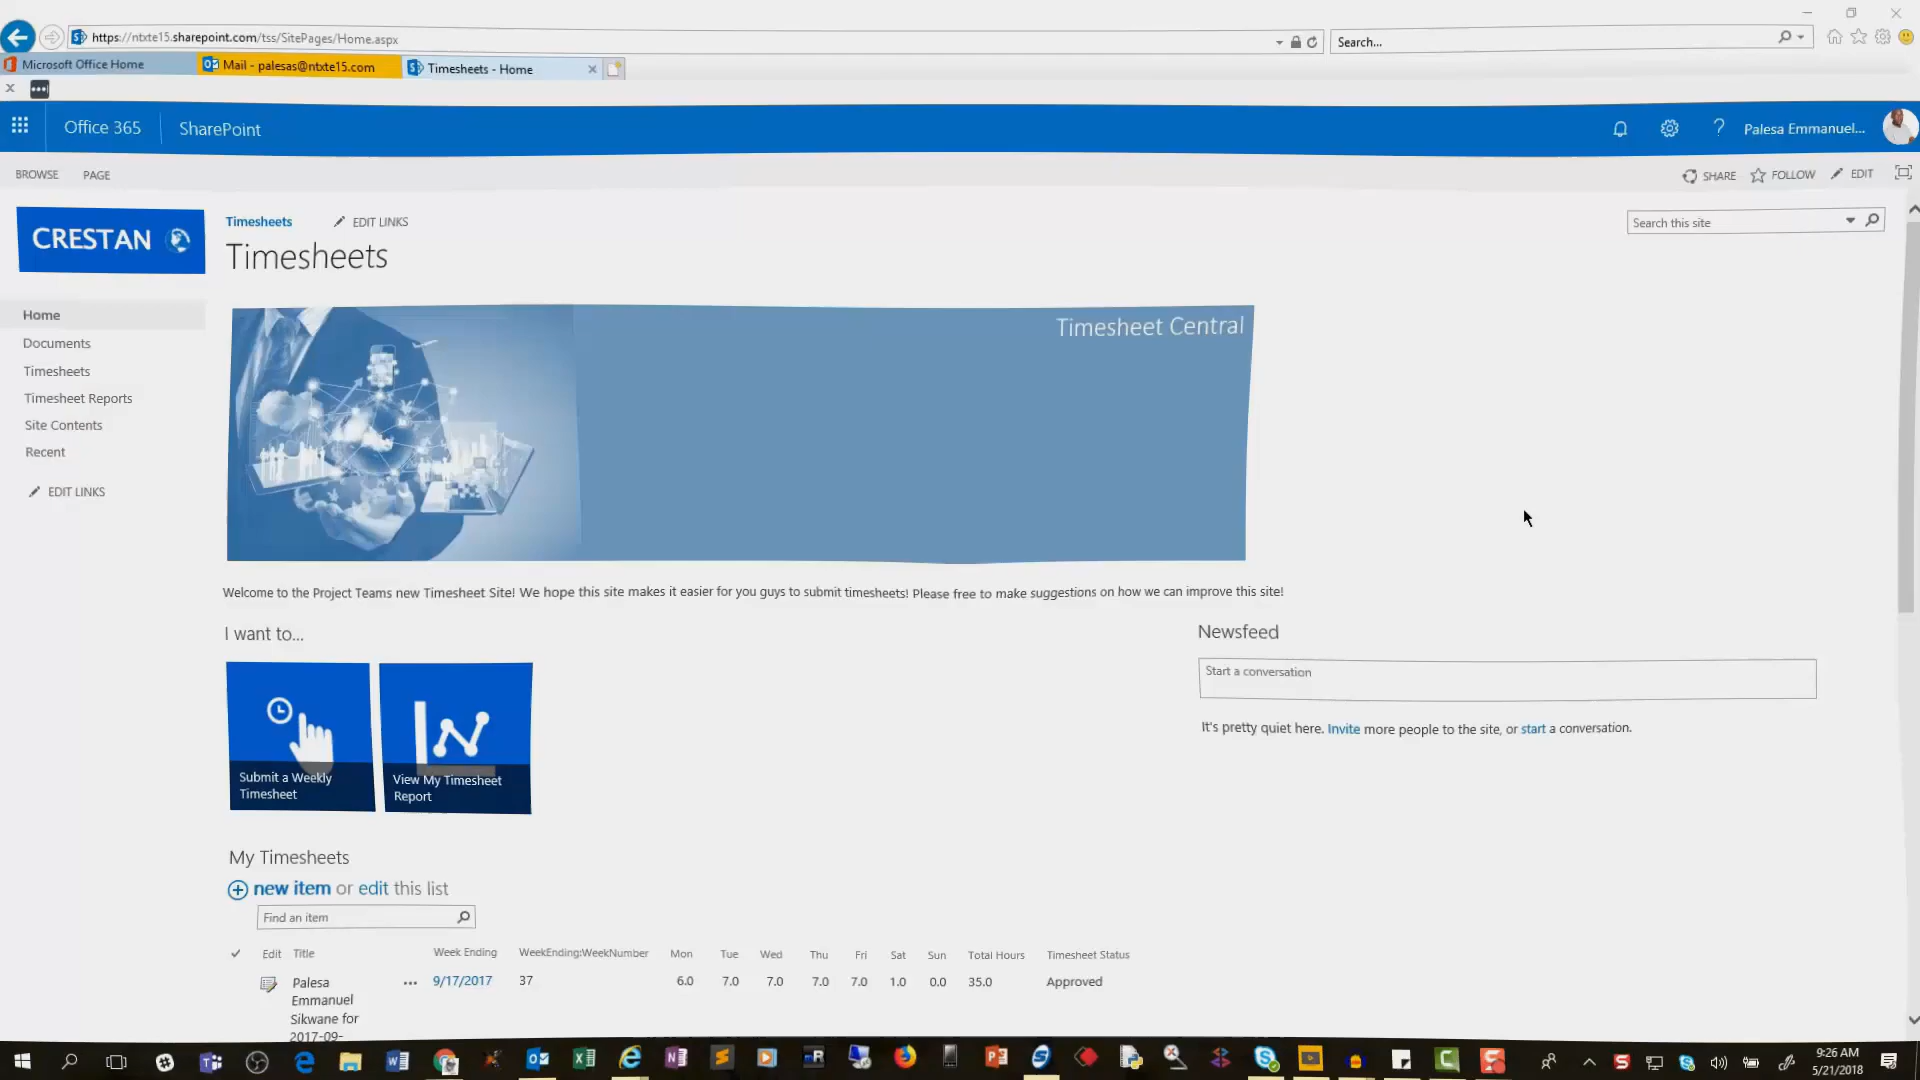 https://ntxte15.sharepoint.com/tss/SitePages/Home.aspx
Search...
Microsoft Office Home
Mail - palesas@ntxte15.com
Timesheets - Home
Office 365
SharePoint
Palesa Emmanuel...
BROWSE
PAGE
SHARE
FOLLOW
EDIT
CRESTAN
Timesheets
EDIT LINKS
Search this site
Timesheets
Home
Documents
Timesheets
Timesheet Reports
Site Contents
Recent
EDIT LINKS
Timesheet Central
Welcome to the Project Teams new Timesheet Site! We hope this site makes it easier for you guys to submit timesheets! Please free to make suggestions on how we can improve this site!
I want to...
Submit a Weekly
Timesheet
View My Timesheet
Report
Newsfeed
Start a conversation
It's pretty quiet here. Invite more people to the site, or start a conversation.
My Timesheets
new item or edit this list
Find an item
Edit Title Week Ending WeekEnding:WeekNumber Mon Tue Wed Thu Fri Sat Sun Total Hours Timesheet Status
Palesa ... 9/17/2017 37 6.0 7.0 7.0 7.0 7.0 1.0 0.0 35.0 Approved
Emmanuel
Sikwane for
2017-09-
9:26 AM
5/21/2018